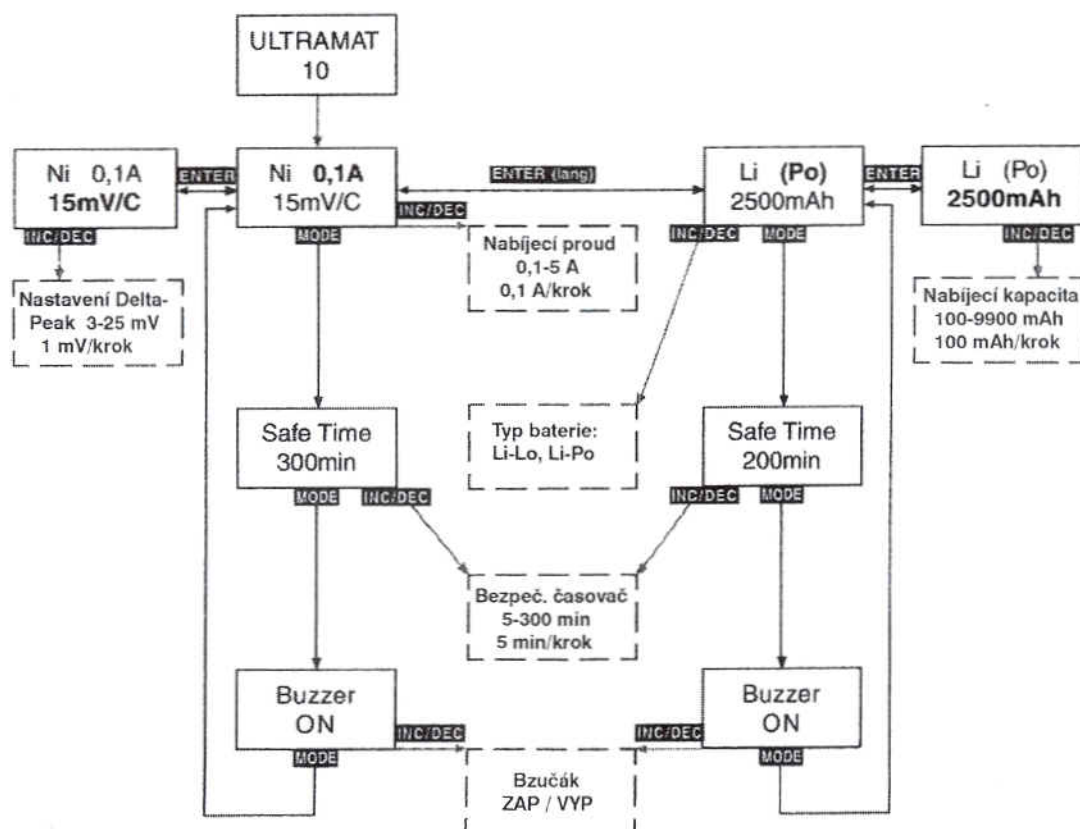 ULTRAMAT
10
Ni 0,1A
15mV/C
ENTER
Ni 0,1A
15mV/C
ENTER (lang)
Li (Po)
2500mAh
ENTER
Li (Po)
2500mAh
INC/DEC
MODE
INC/DEC
INC/DEC
MODE
INC/DEC
Nastavení Delta-
Peak 3-25 mV
1 mV/krok
Nabíjecí proud
0,1-5 A
0,1 A/krok
Nabíjecí kapacita
100-9900 mAh
100 mAh/krok
Safe Time
300min
Typ baterie:
Li-Lo, Li-Po
Safe Time
200min
MODE
INC/DEC
INC/DEC
MODE
Bezpeč. časovač
5-300 min
5 min/krok
Buzzer
ON
Buzzer
ON
MODE
INC/DEC
INC/DEC
MODE
Bzučák
ZAP / VYP